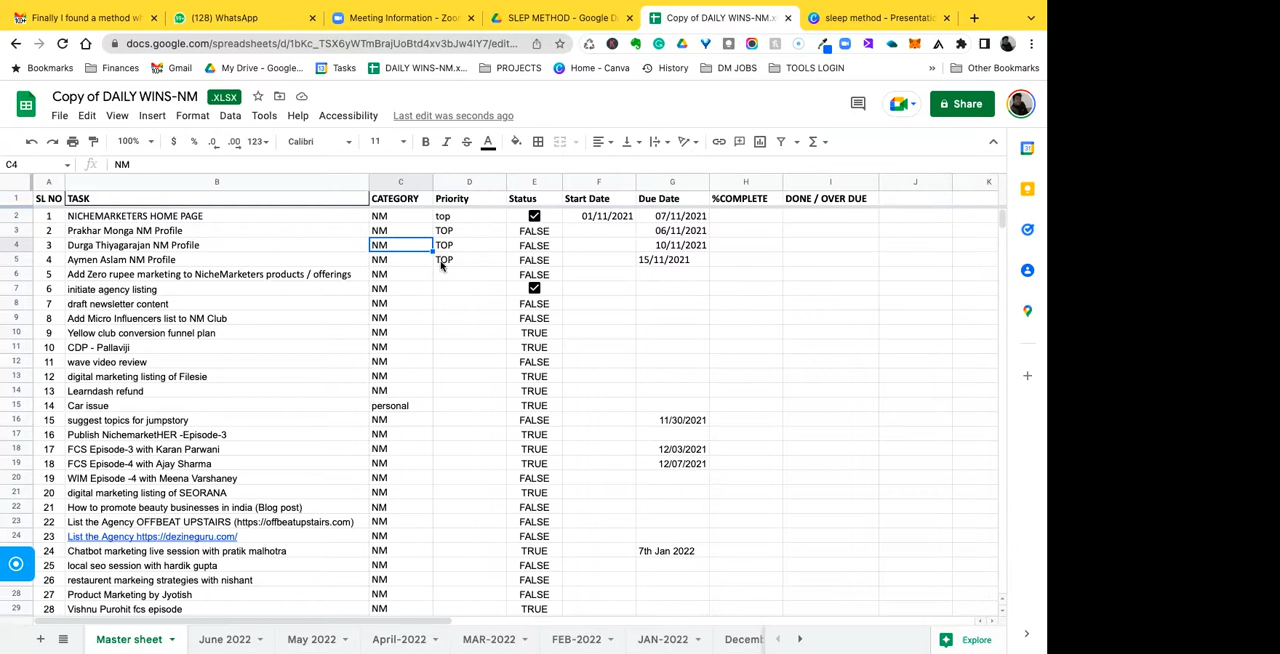 Finally I found a method wh
(128) WhatsApp
Meeting Information - Zoo
SLEP METHOD - Google D
Copy of DAILY WINS-NM.x
sleep method - Presentatio
docs.google.com/spreadsheets/d/1bKc_TSX6yWTmBrajUoBtd4xv3bJw4IY7/edit...
Bookmarks Finances Gmail My Drive - Google... Tasks DAILY WINS-NM.x... PROJECTS Home - Canva History DM JOBS TOOLS LOGIN » Other Bookmarks
Copy of DAILY WINS-NM .XLSX
File Edit View Insert Format Data Tools Help Accessibility Last edit was seconds ago
Share
100% $ % .0 .00 123 Calibri 11 B I S A
C4 fx NM
A B C D E F G H I J K
1 SL NO TASK CATEGORY Priority Status Start Date Due Date %COMPLETE DONE / OVER DUE
2 1 NICHEMARKETERS HOME PAGE NM top 01/11/2021 07/11/2021
3 2 Prakhar Monga NM Profile NM TOP FALSE 06/11/2021
4 3 Durga Thiyagarajan NM Profile NM TOP FALSE 10/11/2021
5 4 Aymen Aslam NM Profile NM TOP FALSE 15/11/2021
6 5 Add Zero rupee marketing to NicheMarketers products / offerings NM FALSE
7 6 initiate agency listing NM
8 7 draft newsletter content NM FALSE
9 8 Add Micro Influencers list to NM Club NM FALSE
10 9 Yellow club conversion funnel plan NM TRUE
11 10 CDP - Pallaviji NM TRUE
12 11 wave video review NM FALSE
13 12 digital marketing listing of Filesie NM TRUE
14 13 Learndash refund NM TRUE
15 14 Car issue personal TRUE
16 15 suggest topics for jumpstory NM FALSE 11/30/2021
17 16 Publish NichemarketHER -Episode-3 NM TRUE
18 17 FCS Episode-3 with Karan Parwani NM TRUE 12/03/2021
19 18 FCS Episode-4 with Ajay Sharma NM TRUE 12/07/2021
20 19 WIM Episode -4 with Meena Varshaney NM FALSE
21 20 digital marketing listing of SEORANA NM TRUE
22 21 How to promote beauty businesses in india (Blog post) NM FALSE
23 22 List the Agency OFFBEAT UPSTAIRS (https://offbeatupstairs.com) NM FALSE
24 23 List the Agency https://dezineguru.com/ NM FALSE
24 Chatbot marketing live session with pratik malhotra NM TRUE 7th Jan 2022
25 local seo session with hardik gupta NM FALSE
26 restaurent markeing strategies with nishant NM FALSE
28 27 Product Marketing by Jyotish NM FALSE
29 28 Vishnu Purohit fcs episode NM TRUE
+ Master sheet June 2022 May 2022 April-2022 MAR-2022 FEB-2022 JAN-2022 Decemb Explore